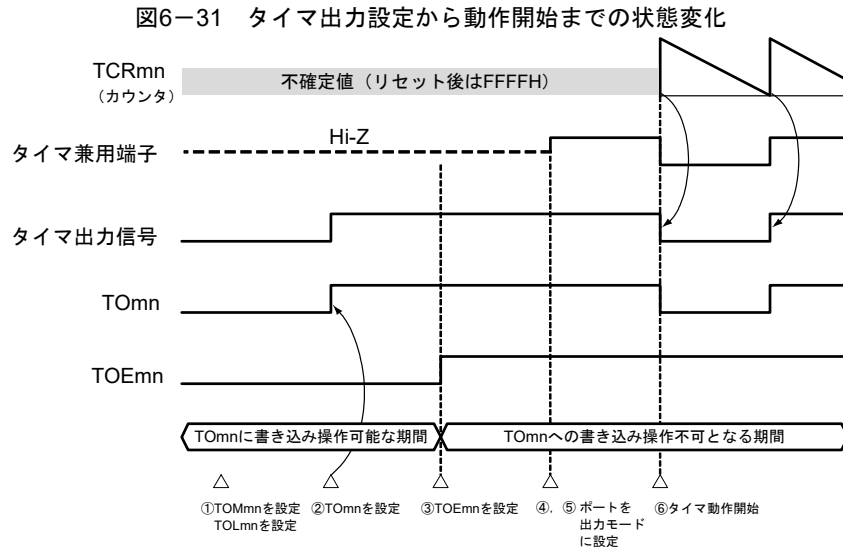 図6-31 タイマ出力設定から動作開始までの状態変化
TCRmn
(カウンタ)
不確定値(リセット後はFFFFH)
Hi-Z
タイマ兼用端子
タイマ出力信号
TOmn
TOEmn
TOmnに書き込み操作可能な期間
TOmnへの書き込み操作不可となる期間
①TOMmnを設定
TOLmnを設定
②TOmnを設定
③TOEmnを設定
④,⑤ ポートを
出力モード
に設定
⑥タイマ動作開始